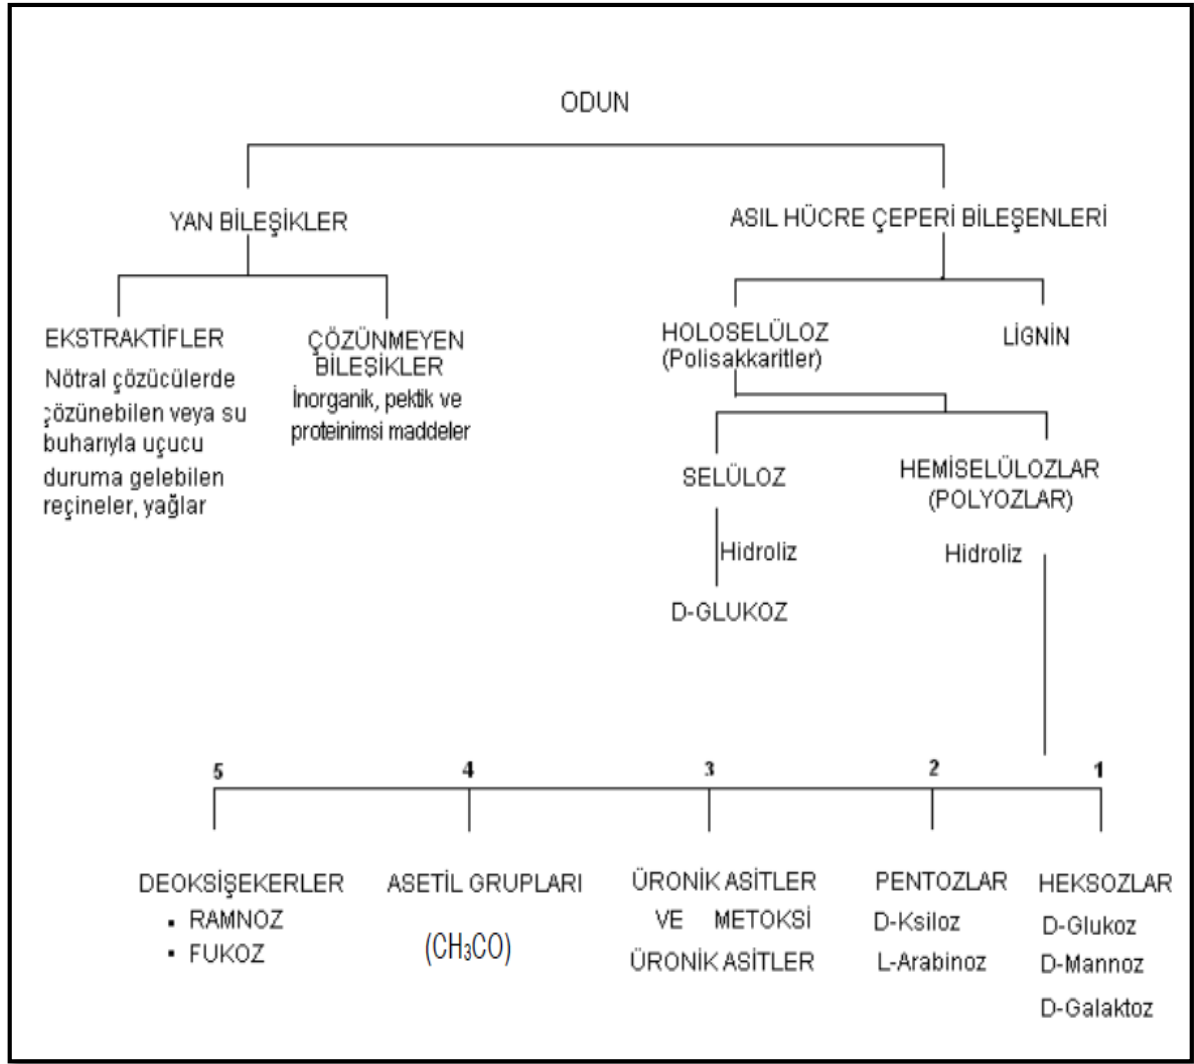 ODUN
YAN BİLEŞİKLER
ASIL HÜCRE ÇEPERİ BİLEŞENLERİ
EKSTRAKTİFLER
Nötral çözücülerde
çözünebilen veya su
buharıyla uçucu
duruma gelebilen
reçineler, yağlar
ÇÖZÜNMEYEN
BİLEŞİKLER
İnorganik, pektik ve
proteinimsi maddeler
HOLOSELÜLOZ
(Polisakkaritler)
LİGNİN
SELÜLOZ
Hidroliz
D-GLUKOZ
HEMİSELÜLOZLAR
(POLYOZLAR)
Hidroliz
5
4
3
2
1
DEOKSİŞEKERLER
▪ RAMNOZ
▪ FUKOZ
ASETİL GRUPLARI
(CH₃CO)
ÜRONİK ASİTLER
VE METOKSİ
ÜRONİK ASİTLER
PENTOZLAR
D-Ksiloz
L-Arabinoz
HEKSOZLAR
D-Glukoz
D-Mannoz
D-Galaktoz